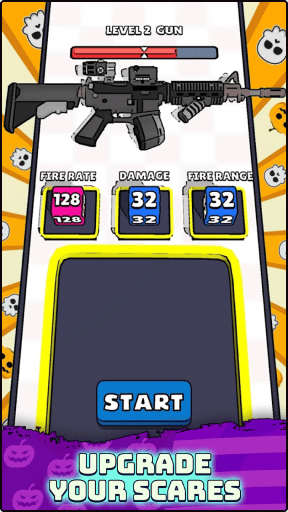 LEVEL 2 GUN
FIRE RATE DAMAGE FIRE RANGE
128 32 32
128 32 32
START
UPGRADE
YOUR SCARES